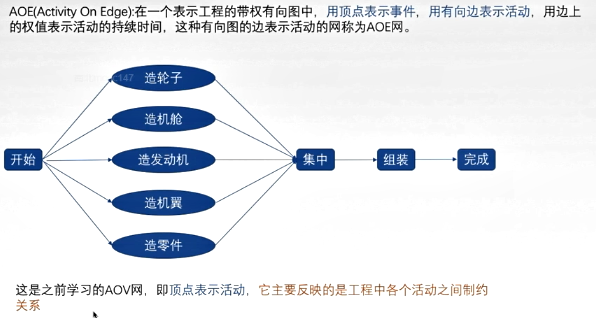 AOE(Activity On Edge):在一个表示工程的带权有向图中，用顶点表示事件，用有向边表示活动，用边上
的权值表示活动的持续时间，这种有向图的边表示活动的网称为AOE网。
造轮子
造机舱
开始
造发动机
集中
组装
完成
造机翼
造零件
这是之前学习的AOV网，即顶点表示活动，它主要反映的是工程中各个活动之间制约
关系